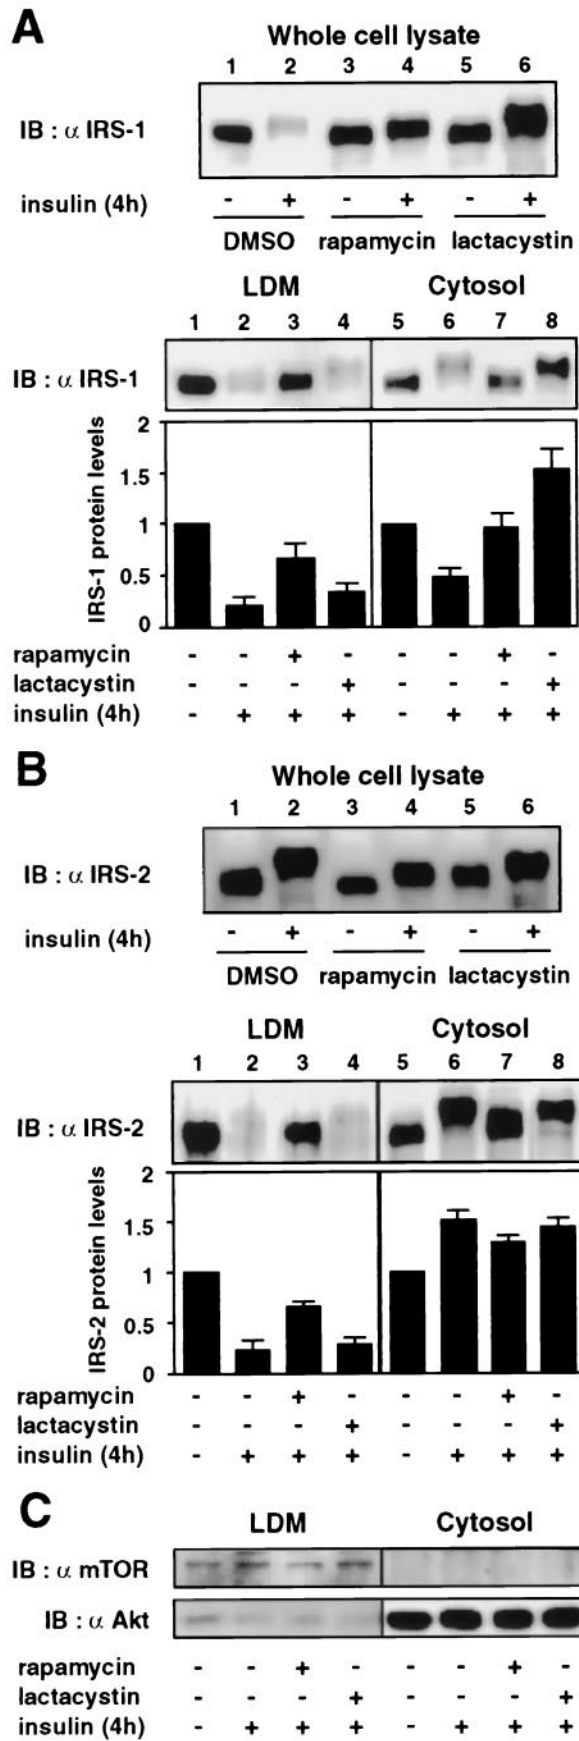 A
Whole cell lysate
1 2 3 4 5 6
IB : α IRS-1
insulin (4h) - + - + - +
DMSO rapamycin lactacystin
LDM Cytosol
1 2 3 4 5 6 7 8
IB : α IRS-1
IRS-1 protein levels
2
1.5
1
0.5
0
rapamycin - - + - - - + -
lactacystin - - - + - - - +
insulin (4h) - + + + - + + +
B
Whole cell lysate
1 2 3 4 5 6
IB : α IRS-2
insulin (4h) - + - + - +
DMSO rapamycin lactacystin
LDM Cytosol
1 2 3 4 5 6 7 8
IB : α IRS-2
IRS-2 protein levels
2
1.5
1
0.5
0
rapamycin - - + - - - + -
lactacystin - - - + - - - +
insulin (4h) - + + + - + + +
C
LDM Cytosol
IB : α mTOR
IB : α Akt
rapamycin - - + - - - + -
lactacystin - - - + - - - +
insulin (4h) - + + + - + + +